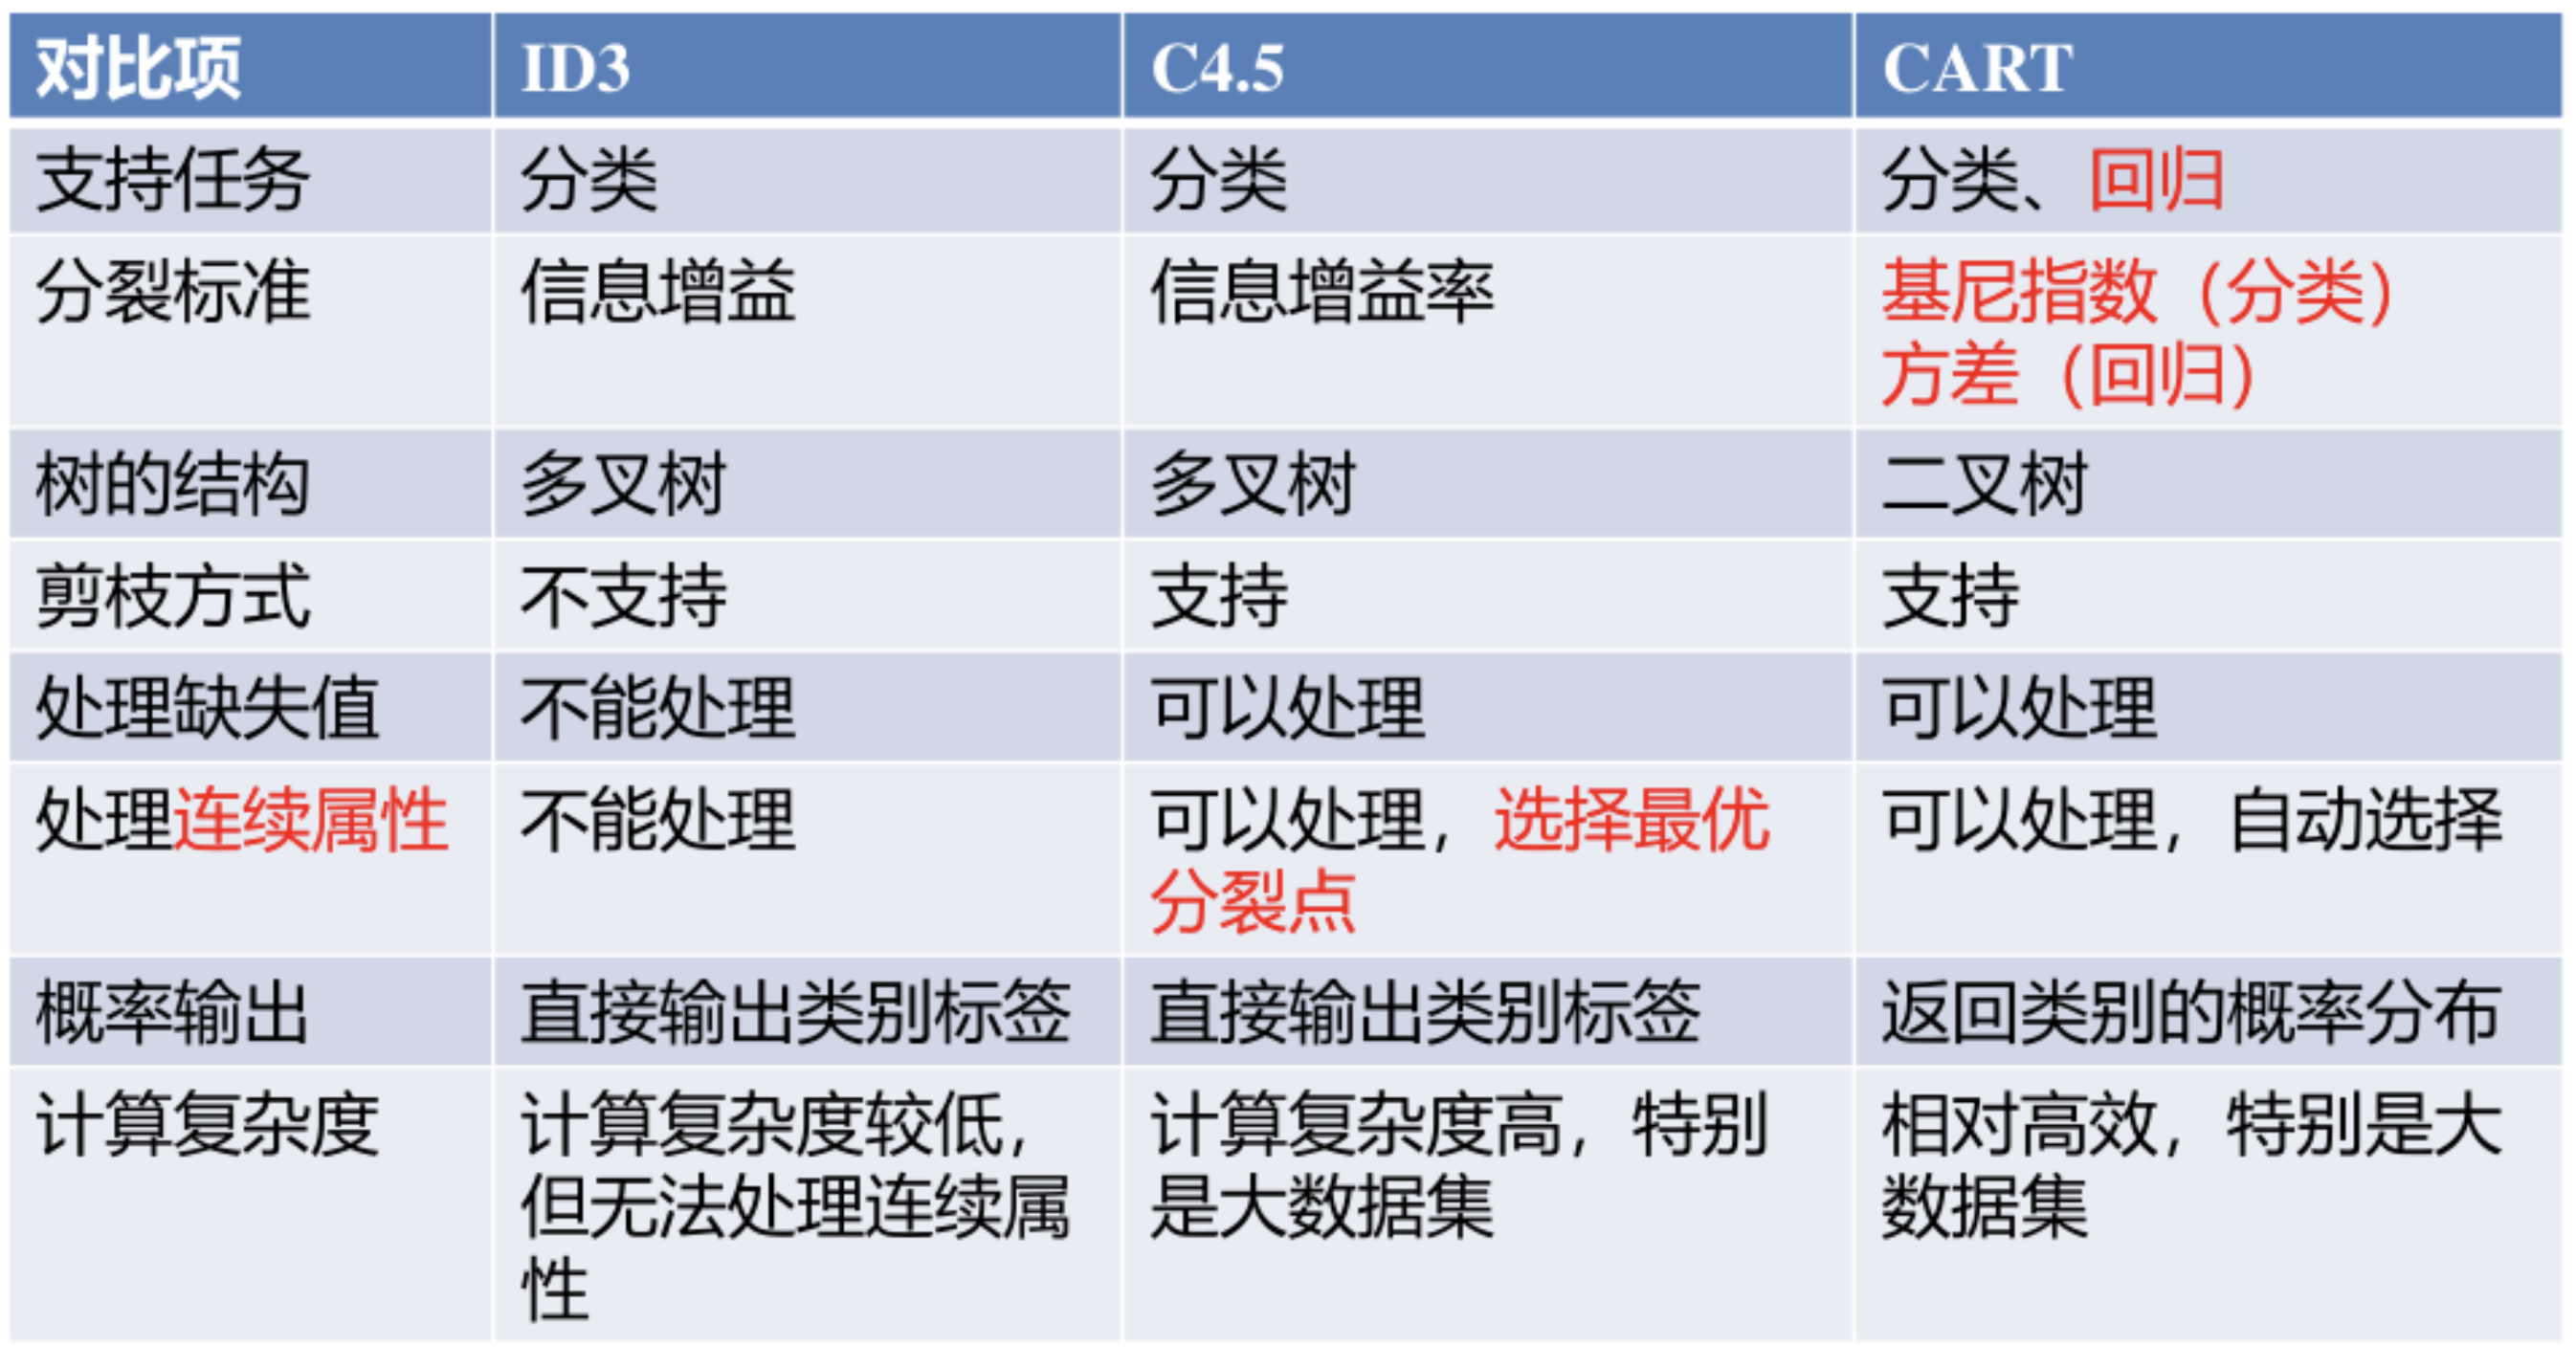 对比项 ID3 C4.5 CART
支持任务 分类 分类 分类、回归
分裂标准 信息增益 信息增益率 基尼指数（分类）
方差（回归）
树的结构 多叉树 多叉树 二叉树
剪枝方式 不支持 支持 支持
处理缺失值 不能处理 可以处理 可以处理
处理连续属性 不能处理 可以处理，选择最优 可以处理，自动选择
分裂点
概率输出 直接输出类别标签 直接输出类别标签 返回类别的概率分布
计算复杂度 计算复杂度较低， 计算复杂度高，特别 相对高效，特别是大
但无法处理连续属 是大数据集 数据集
性